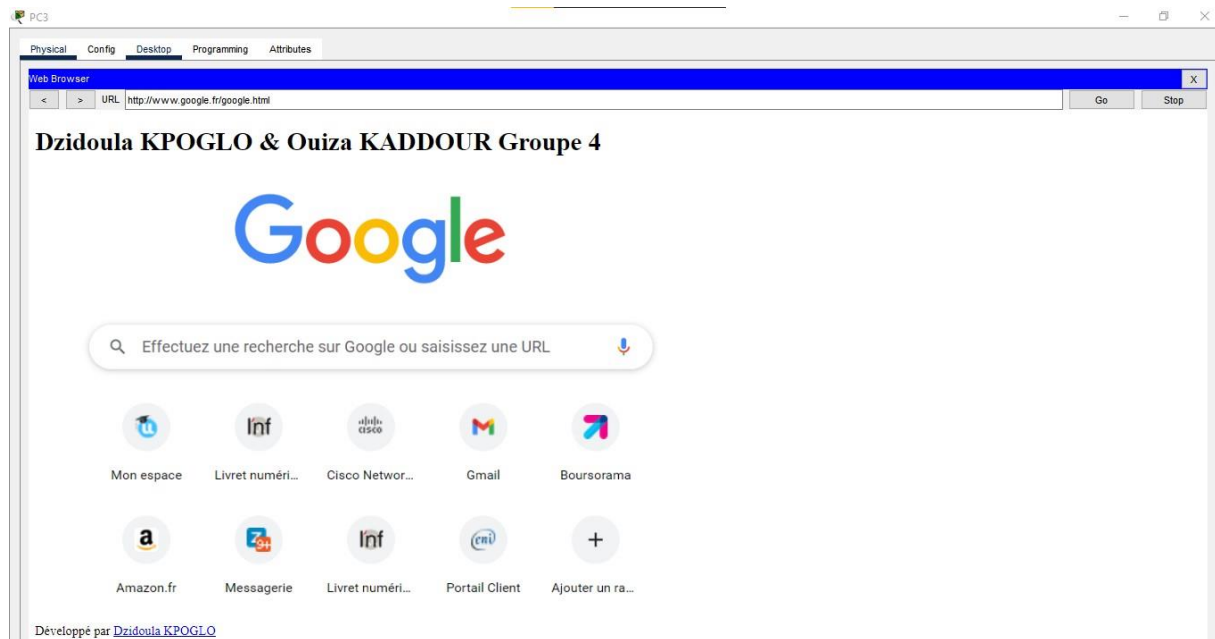 PC3
Physical Config Desktop Programming Attributes
Web Browser X
< > URL http://www.google.fr/google.html Go Stop
Dzidoula KPOGLO & Ouiza KADDOUR Groupe 4
Google
Effectuez une recherche sur Google ou saisissez une URL
Inf cisco
Mon espace Livret numéri... Cisco Networ... Gmail Boursorama
a Z 9+ Inf eni +
Amazon.fr Messagerie Livret numéri... Portail Client Ajouter un ra...
Développé par Dzidoula KPOGLO